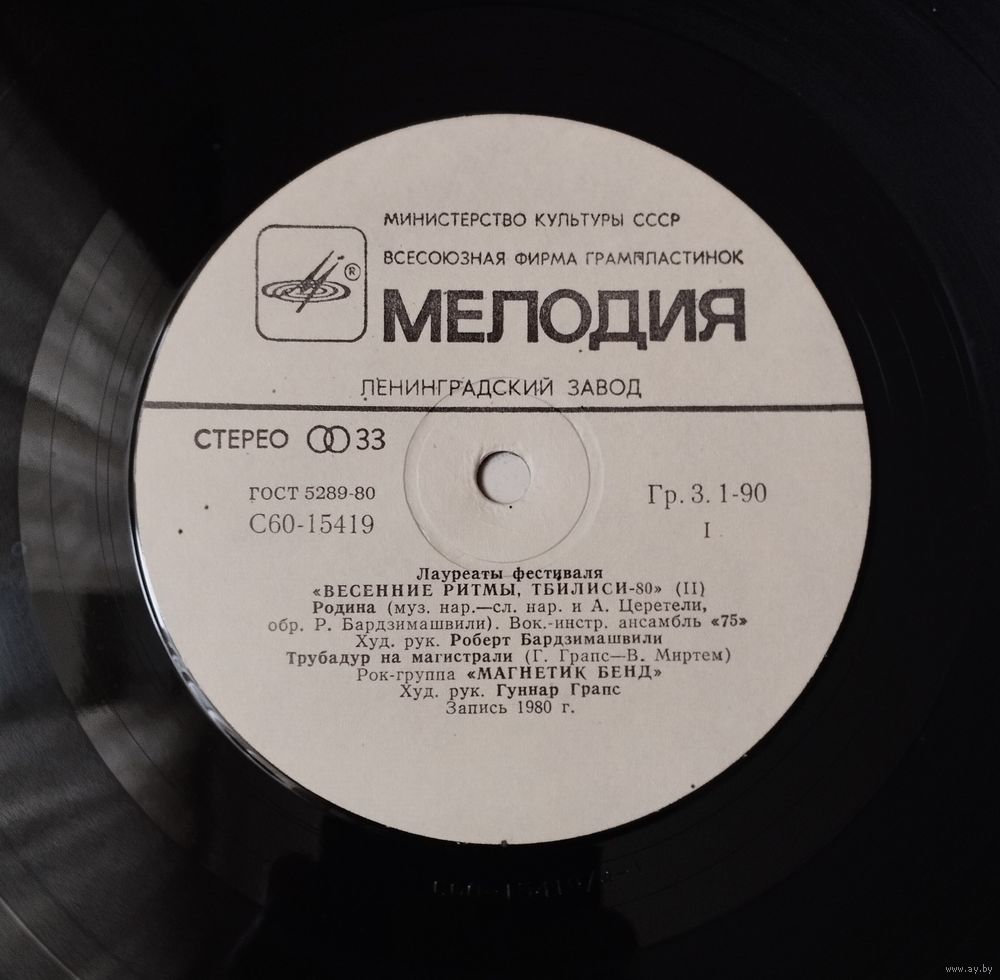 МИНИСТЕРСТВО КУЛЬТУРЫ СССР
ВСЕСОЮЗНАЯ ФИРМА ГРАМПЛАСТИНОК
®
МЕЛОДИЯ
ЛЕНИНГРАДСКИЙ ЗАВОД
СТЕРЕО 33
ГОСТ 5289-80
Гр. 3. 1-90
С60-15419
I
Лауреаты фестиваля
«ВЕСЕННИЕ РИТМЫ, ТБИЛИСИ-80» (II)
Родина (муз. нар.—сл. нар. и А. Церетели,
обр. Р. Бардзимашвили). Вок.-инстр. ансамбль «75»
Худ. рук. Роберт Бардзимашвили
Трубадур на магистрали (Г. Грапс—В. Миртем)
Рок-группа «МАГНЕТИК БЕНД»
Худ. рук. Гуннар Грапс
Запись 1980 г.
www.ay.by